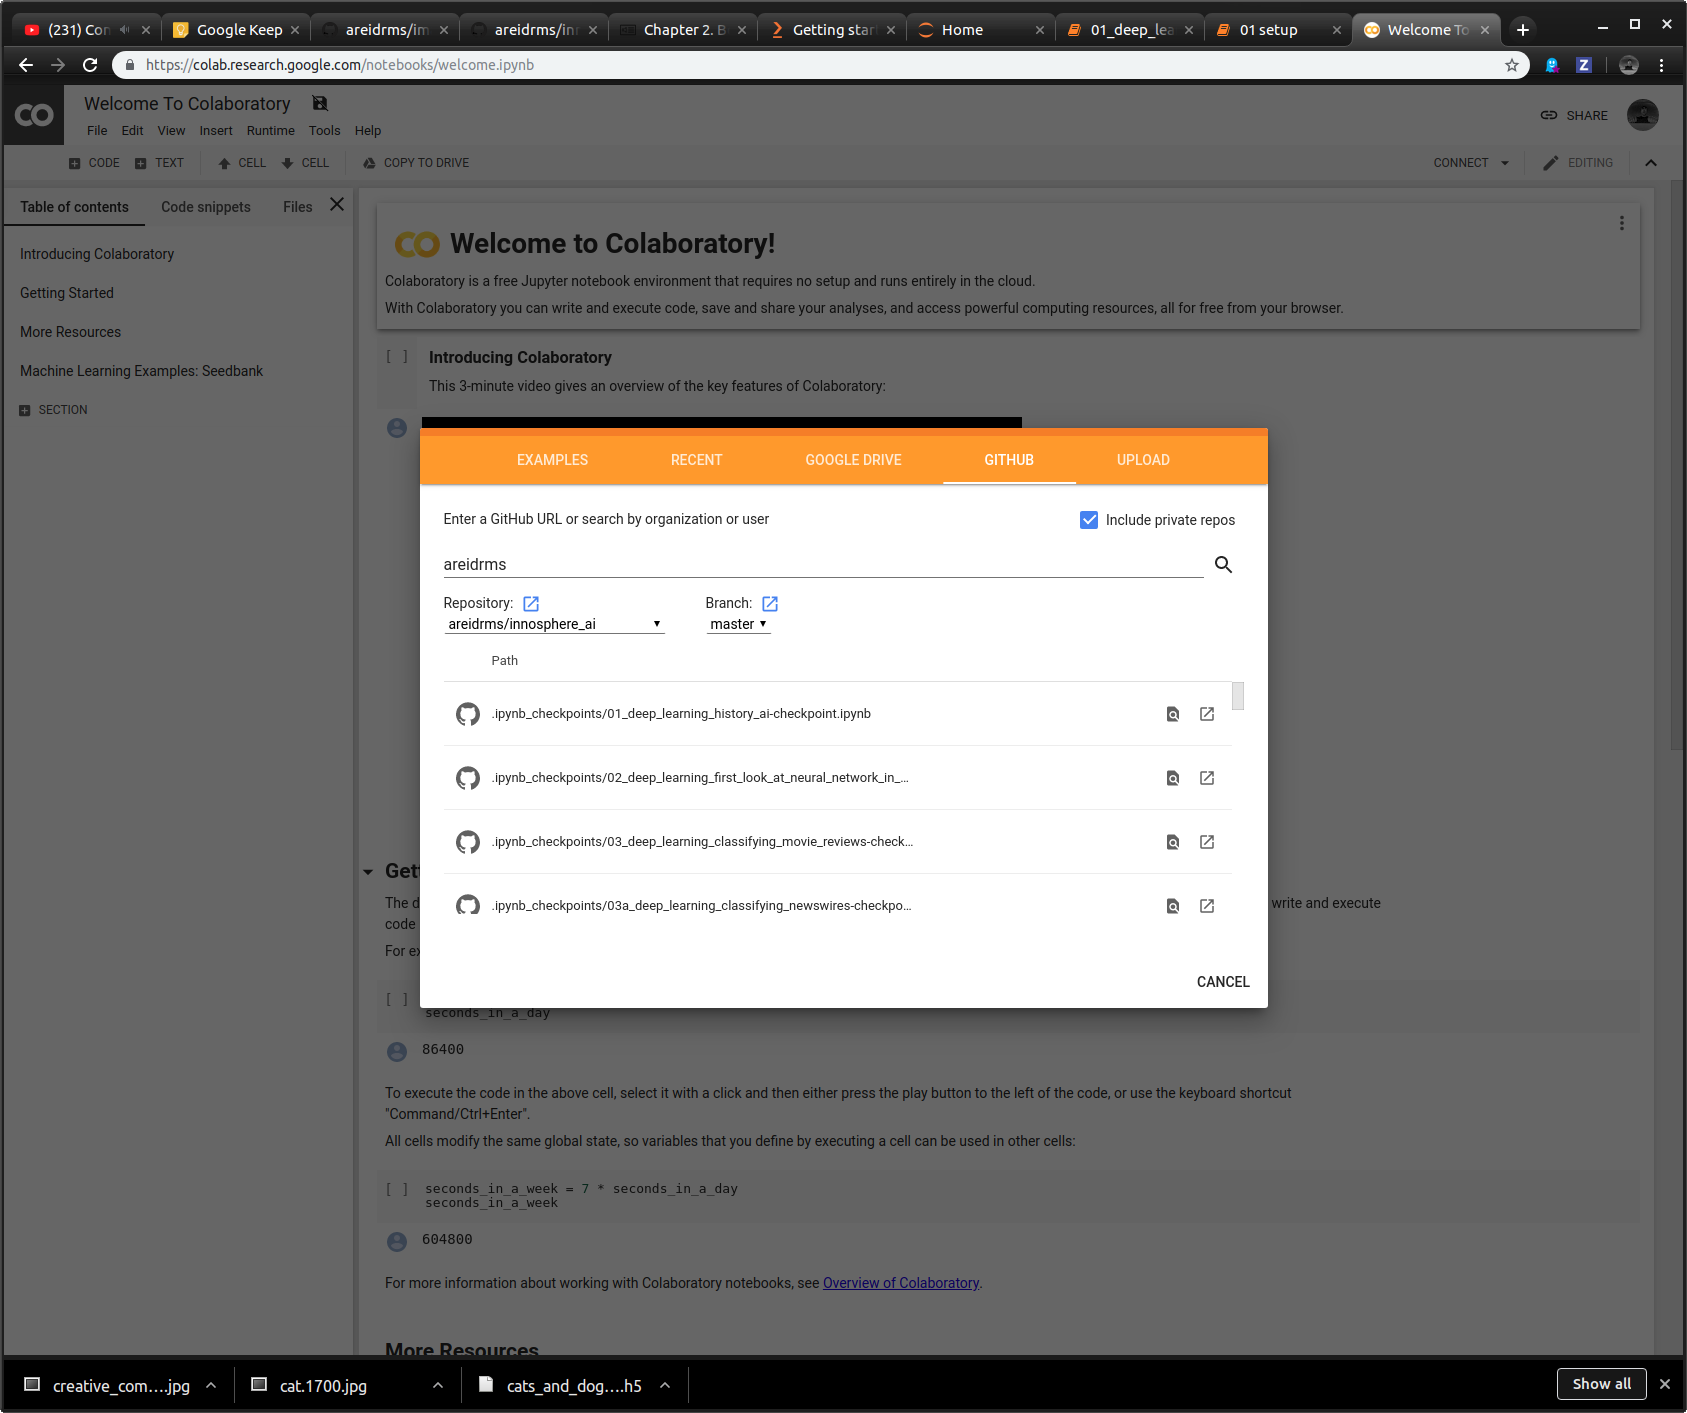 (231) Con
Google Keep
areidrms/im
areidrms/inn
Chapter 2. B
Getting star
Home
01_deep_lea
01 setup
Welcome To
https://colab.research.google.com/notebooks/welcome.ipynb
Welcome To Colaboratory
File Edit View Insert Runtime Tools Help
SHARE
CODE TEXT CELL CELL COPY TO DRIVE
CONNECT EDITING
Table of contents Code snippets Files
Introducing Colaboratory
Getting Started
More Resources
Machine Learning Examples: Seedbank
SECTION
Welcome to Colaboratory!
Colaboratory is a free Jupyter notebook environment that requires no setup and runs entirely in the cloud.
With Colaboratory you can write and execute code, save and share your analyses, and access powerful computing resources, all for free from your browser.
[ ] Introducing Colaboratory
This 3-minute video gives an overview of the key features of Colaboratory:
EXAMPLES RECENT GOOGLE DRIVE GITHUB UPLOAD
Enter a GitHub URL or search by organization or user
Include private repos
areidrms
Repository: Branch:
areidrms/innosphere_ai master
Path
.ipynb_checkpoints/01_deep_learning_history_ai-checkpoint.ipynb
.ipynb_checkpoints/02_deep_learning_first_look_at_neural_network_in_...
.ipynb_checkpoints/03_deep_learning_classifying_movie_reviews-check...
.ipynb_checkpoints/03a_deep_learning_classifying_newswires-checkpo...
CANCEL
Get
The d
write and execute
code
For ex
[ ]
seconds_in_a_day
86400
To execute the code in the above cell, select it with a click and then either press the play button to the left of the code, or use the keyboard shortcut
"Command/Ctrl+Enter".
All cells modify the same global state, so variables that you define by executing a cell can be used in other cells:
[ ] seconds_in_a_week = 7 * seconds_in_a_day
seconds_in_a_week
604800
For more information about working with Colaboratory notebooks, see Overview of Colaboratory.
More Resources
creative_com....jpg
cat.1700.jpg
cats_and_dog....h5
Show all